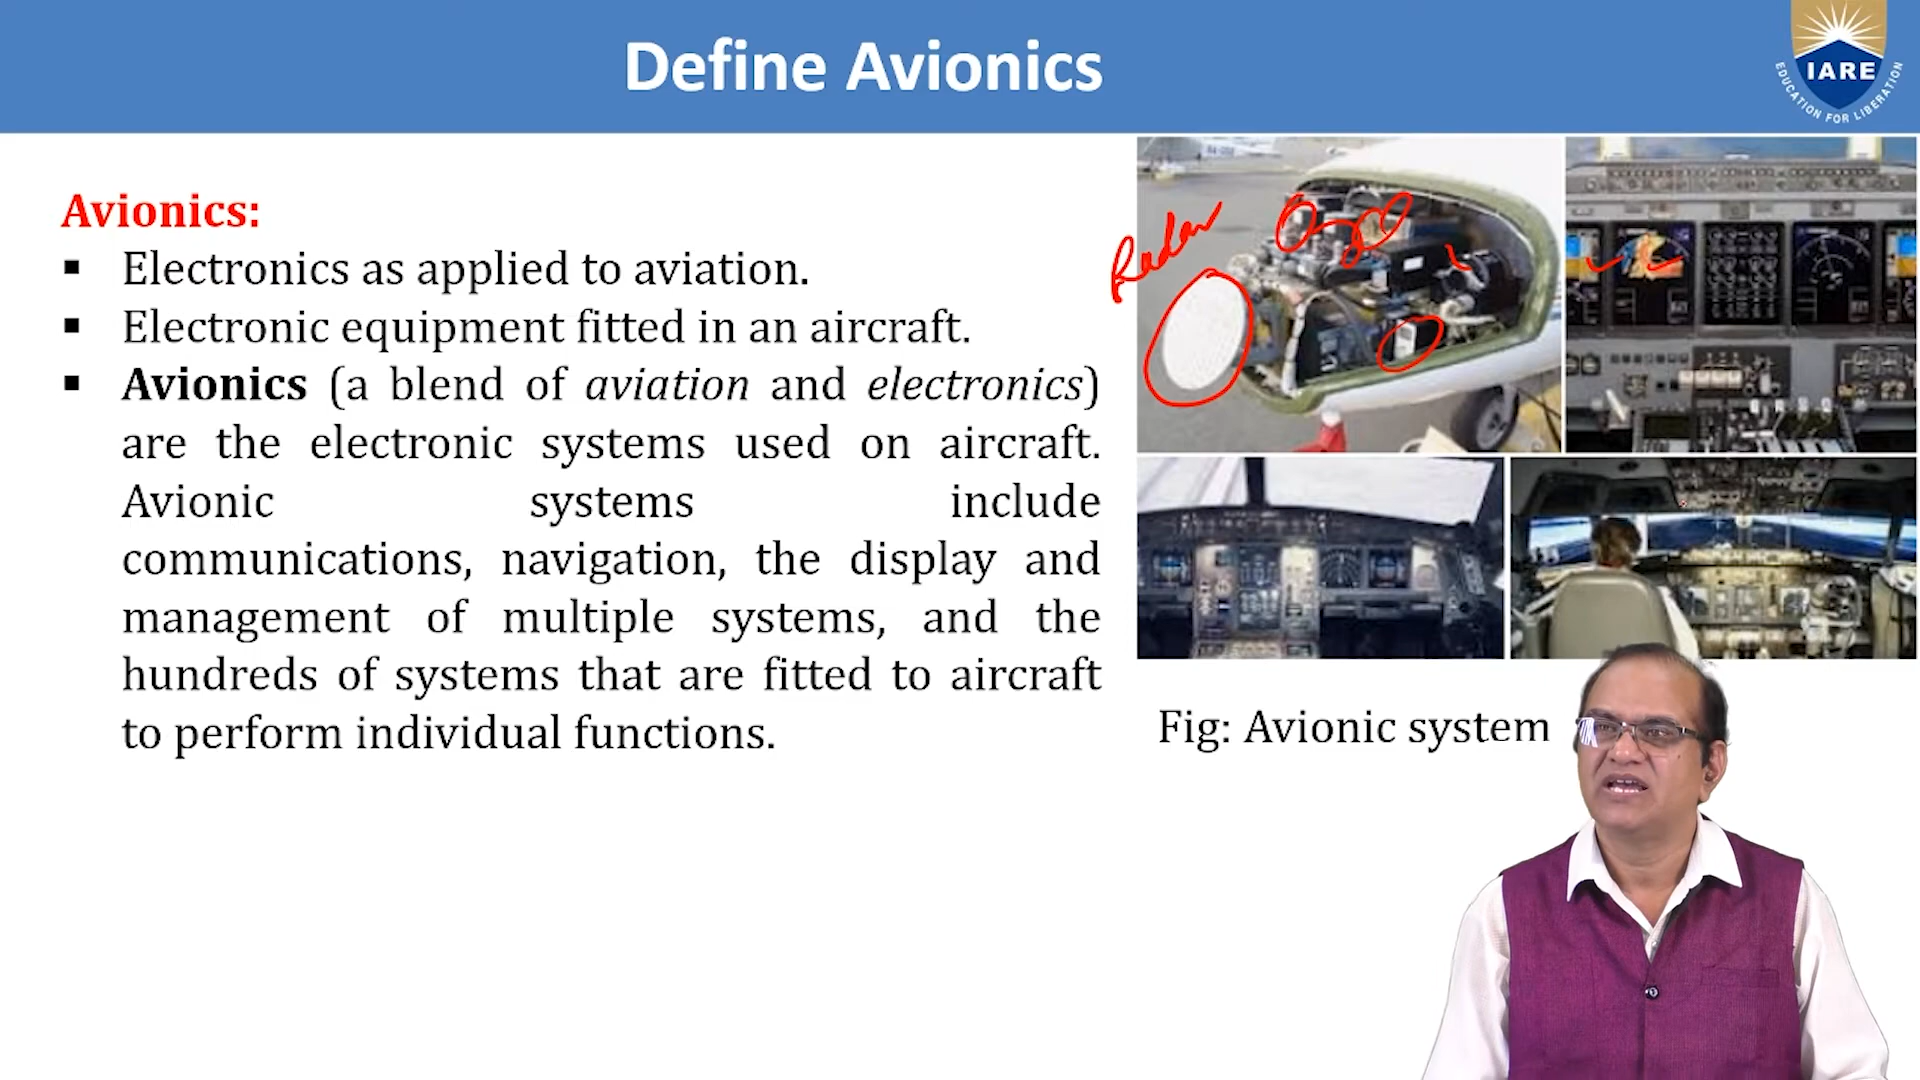 Define Avionics
IARE
EDUCATION FOR LIBERATION
Avionics:
▪ Electronics as applied to aviation.
▪ Electronic equipment fitted in an aircraft.
▪ Avionics (a blend of aviation and electronics)
are the electronic systems used on aircraft.
Avionic systems include
communications, navigation, the display and
management of multiple systems, and the
hundreds of systems that are fitted to aircraft
to perform individual functions.
Radar
Fig: Avionic system